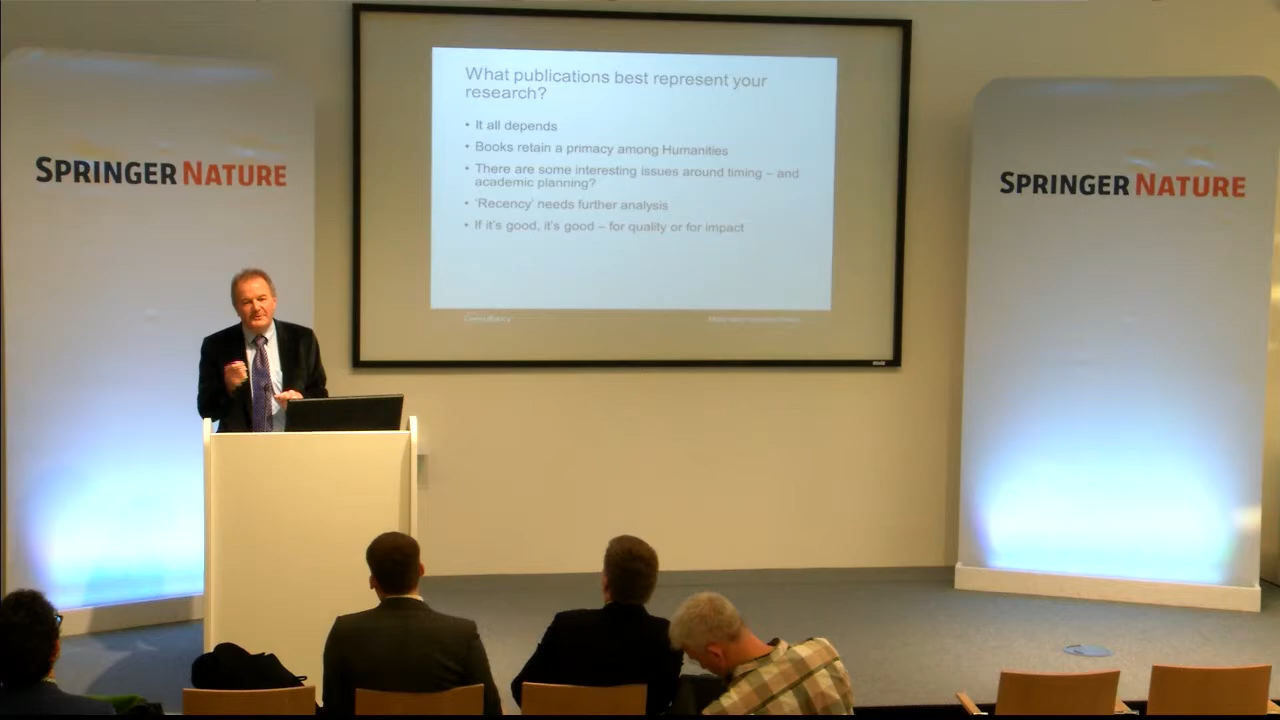 SPRINGER NATURE
What publications best represent your
research?
• It all depends
• Books retain a primacy among Humanities
• There are some interesting issues around timing – and
academic planning?
• 'Recency' needs further analysis
• If it's good, it's good – for quality or for impact
SPRINGER NATURE